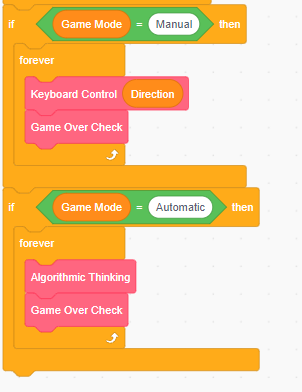 if Game Mode = Manual then
forever
Keyboard Control Direction
Game Over Check
if Game Mode = Automatic then
forever
Algorithmic Thinking
Game Over Check